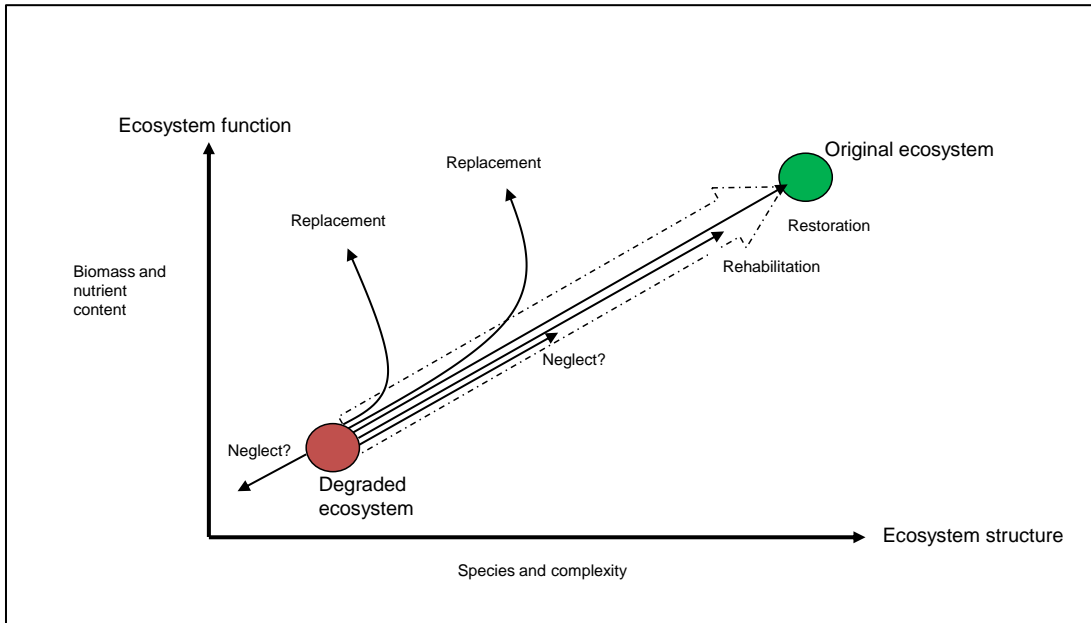 Ecosystem function
Original ecosystem
Replacement
Replacement
Restoration
Biomass and
nutrient
content
Rehabilitation
Neglect?
Neglect?
Degraded
ecosystem
Ecosystem structure
Species and complexity